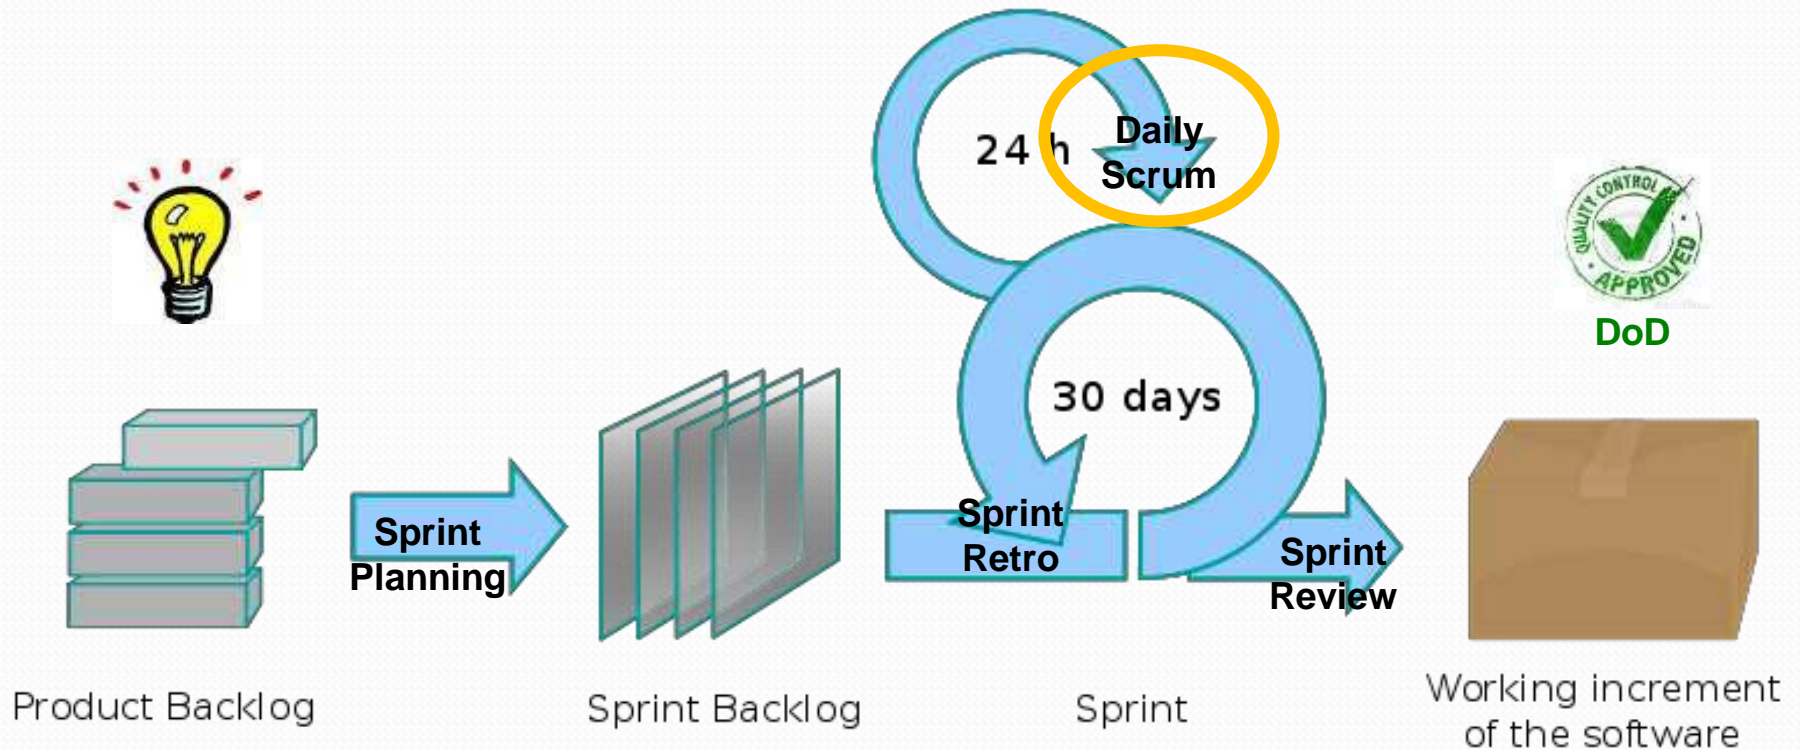 24 h
Daily
Scrum
QUALITY CONTROL
APPROVED
DoD
30 days
Sprint
Planning
Sprint
Retro
Sprint
Review
Product Backlog
Sprint Backlog
Sprint
Working increment
of the software